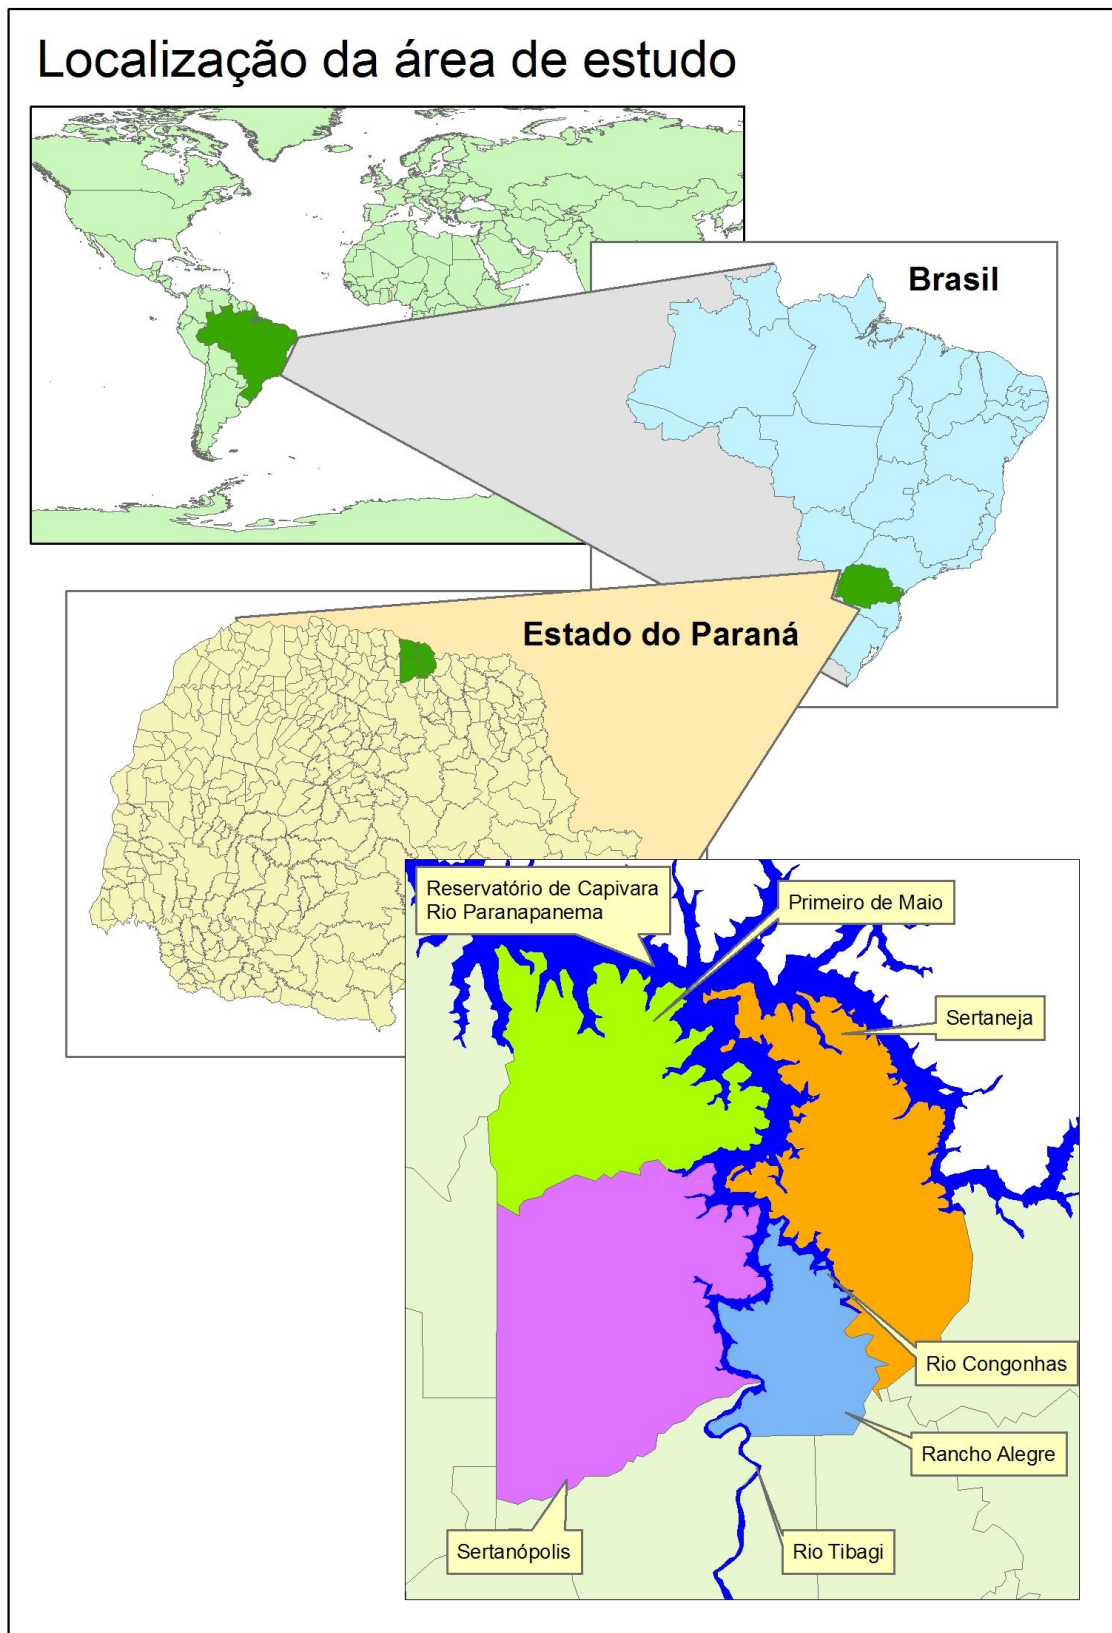 Localização da área de estudo
Brasil
Estado do Paraná
Reservatório de Capivara
Rio Paranapanema
Primeiro de Maio
Sertaneja
Rio Congonhas
Rancho Alegre
Sertanópolis
Rio Tibagi